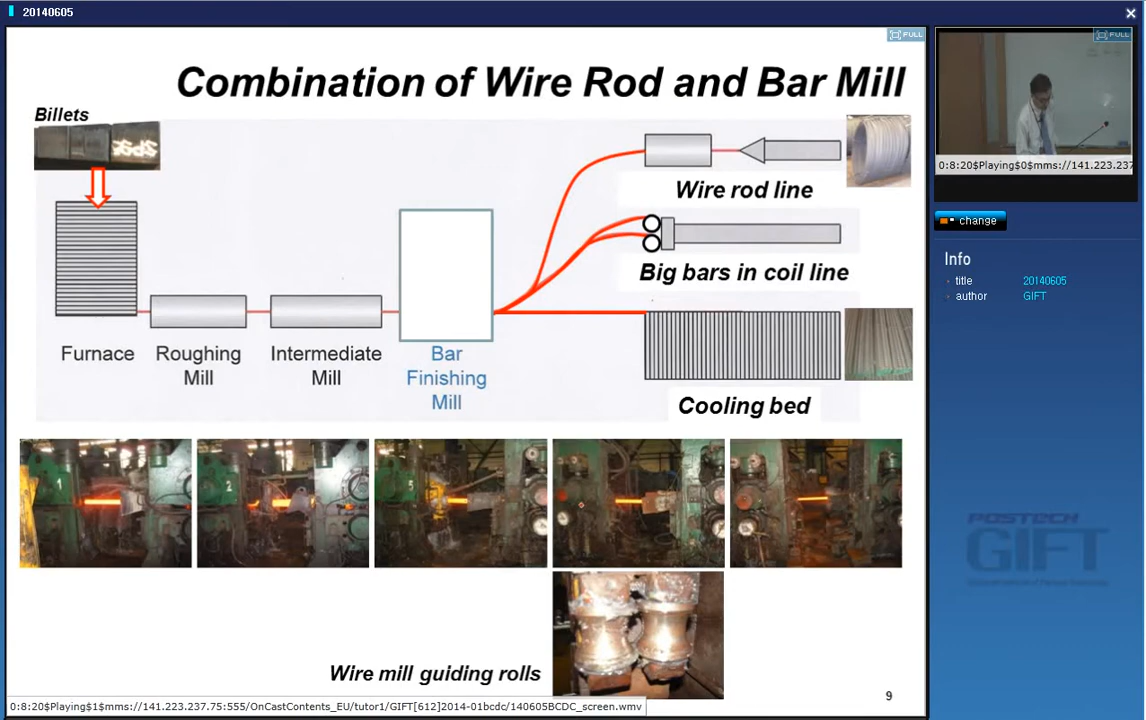 20140605
FULL
Combination of Wire Rod and Bar Mill
Billets
Wire rod line
Big bars in coil line
Furnace
Roughing
Mill
Intermediate
Mill
Bar
Finishing
Mill
Cooling bed
1
2
Wire mill guiding rolls
9
0:8:20$Playing$1$mms://141.223.237.75:555/OnCastContents_EU/tutor1/GIFT[612]2014-01bcdc/140605BCDC_screen.wmv
FULL
0:8:20$Playing$0$mms://141.223.237
change
Info
title 20140605
author GIFT
POSTECH
GIFT